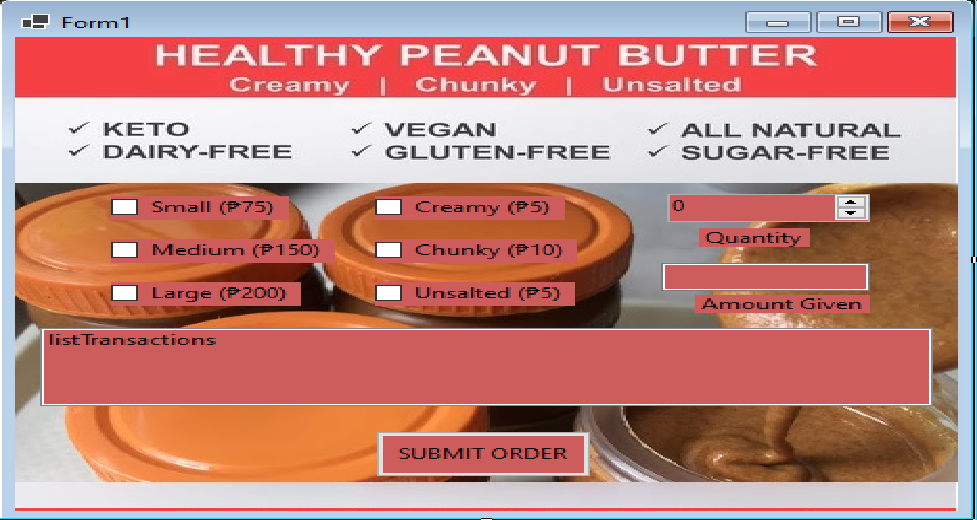 Form1
HEALTHY PEANUT BUTTER
Creamy | Chunky | Unsalted
✓ KETO
✓ DAIRY-FREE
✓ VEGAN
✓ GLUTEN-FREE
✓ ALL NATURAL
✓ SUGAR-FREE
Small (₱75)
Medium (₱150)
Large (₱200)
Creamy (₱5)
Chunky (₱10)
Unsalted (₱5)
0
Quantity
Amount Given
listTransactions
SUBMIT ORDER